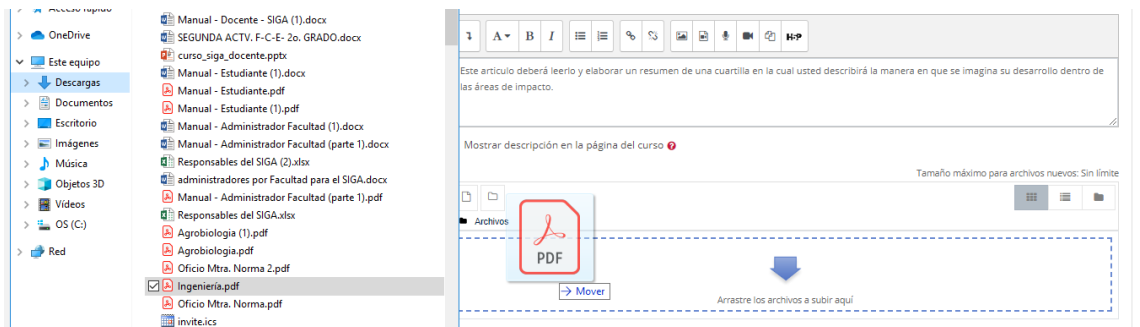 Acceso rápido
OneDrive
Este equipo
Descargas
Documentos
Escritorio
Imágenes
Música
Objetos 3D
Vídeos
OS (C:)
Red
Manual - Docente - SIGA (1).docx
SEGUNDA ACTV. F-C-E- 2o. GRADO.docx
curso_siga_docente.pptx
Manual - Estudiante (1).docx
Manual - Estudiante.pdf
Manual - Estudiante (1).pdf
Manual - Administrador Facultad (1).docx
Manual - Administrador Facultad (parte 1).docx
Responsables del SIGA (2).xlsx
administradores por Facultad para el SIGA.docx
Manual - Administrador Facultad (parte 1).pdf
Responsables del SIGA.xlsx
Agrobiologia (1).pdf
Agrobiologia.pdf
Oficio Mtra. Norma 2.pdf
Ingeniería.pdf
Oficio Mtra. Norma.pdf
invite.ics
A B I H-P
Este articulo deberá leerlo y elaborar un resumen de una cuartilla en la cual usted describirá la manera en que se imagina su desarrollo dentro de
las áreas de impacto.
Mostrar descripción en la página del curso
Tamaño máximo para archivos nuevos: Sin límite
Archivos
PDF
Mover
Arrastre los archivos a subir aquí